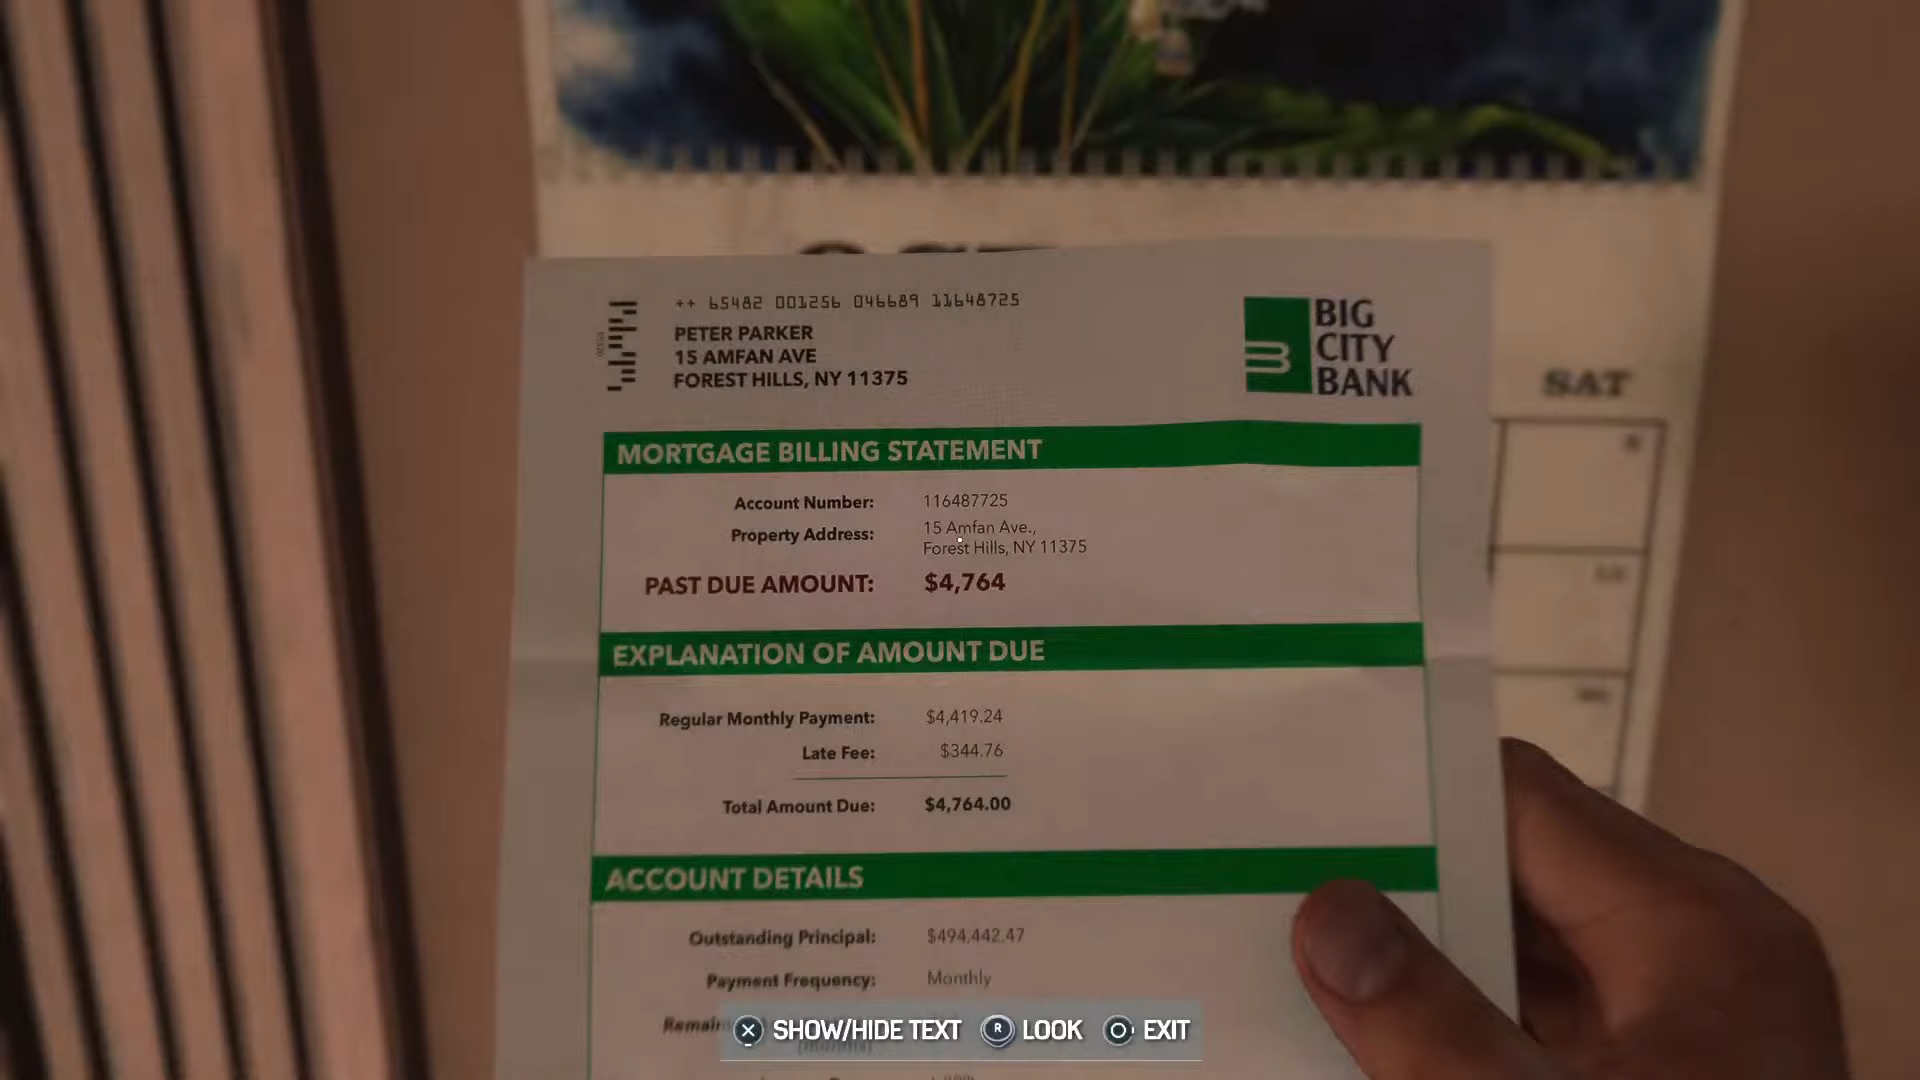 ++ 65482 001256 046689 11648725
PETER PARKER
15 AMFAN AVE
FOREST HILLS, NY 11375
BIG
CITY
BANK
SAT
MORTGAGE BILLING STATEMENT
Account Number: 116487725
Property Address: 15 Amfan Ave.,
Forest Hills, NY 11375
PAST DUE AMOUNT: $4,764
EXPLANATION OF AMOUNT DUE
Regular Monthly Payment: $4,419.24
Late Fee: $344.76
Total Amount Due: $4,764.00
ACCOUNT DETAILS
Outstanding Principal: $494,442.47
Payment Frequency: Monthly
SHOW/HIDE TEXT R LOOK EXIT